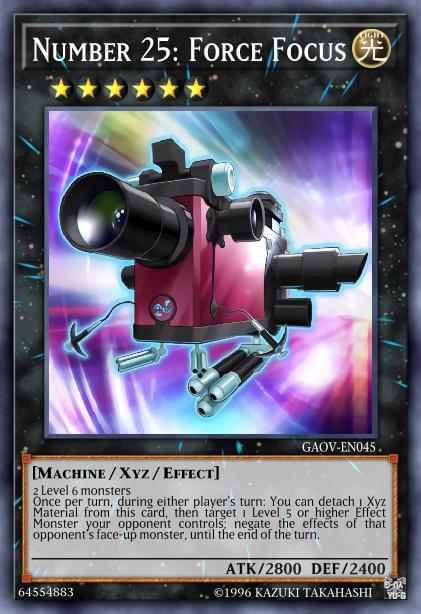 NUMBER 25: FORCE FOCUS
LIGHT
光
25
GAOV-EN045
[MACHINE / XYZ / EFFECT]
2 Level 6 monsters
Once per turn, during either player's turn: You can detach 1 Xyz
Material from this card, then target 1 Level 5 or higher Effect
Monster your opponent controls; negate the effects of that
opponent's face-up monster, until the end of the turn.
ATK/2800 DEF/2400
64554883
©1996 KAZUKI TAKAHASHI